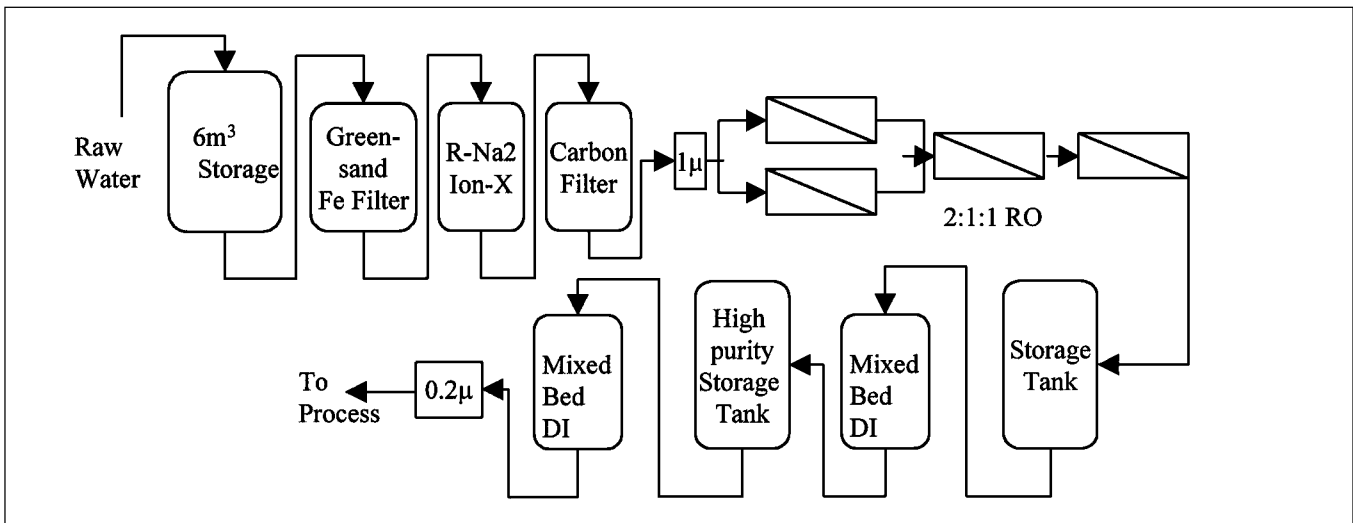 Raw
Water
6m³
Storage
Green-
sand
Fe Filter
R-Na2
Ion-X
Carbon
Filter
1μ
2:1:1 RO
Storage
Tank
Mixed
Bed
DI
High
purity
Storage
Tank
Mixed
Bed
DI
0.2μ
To
Process